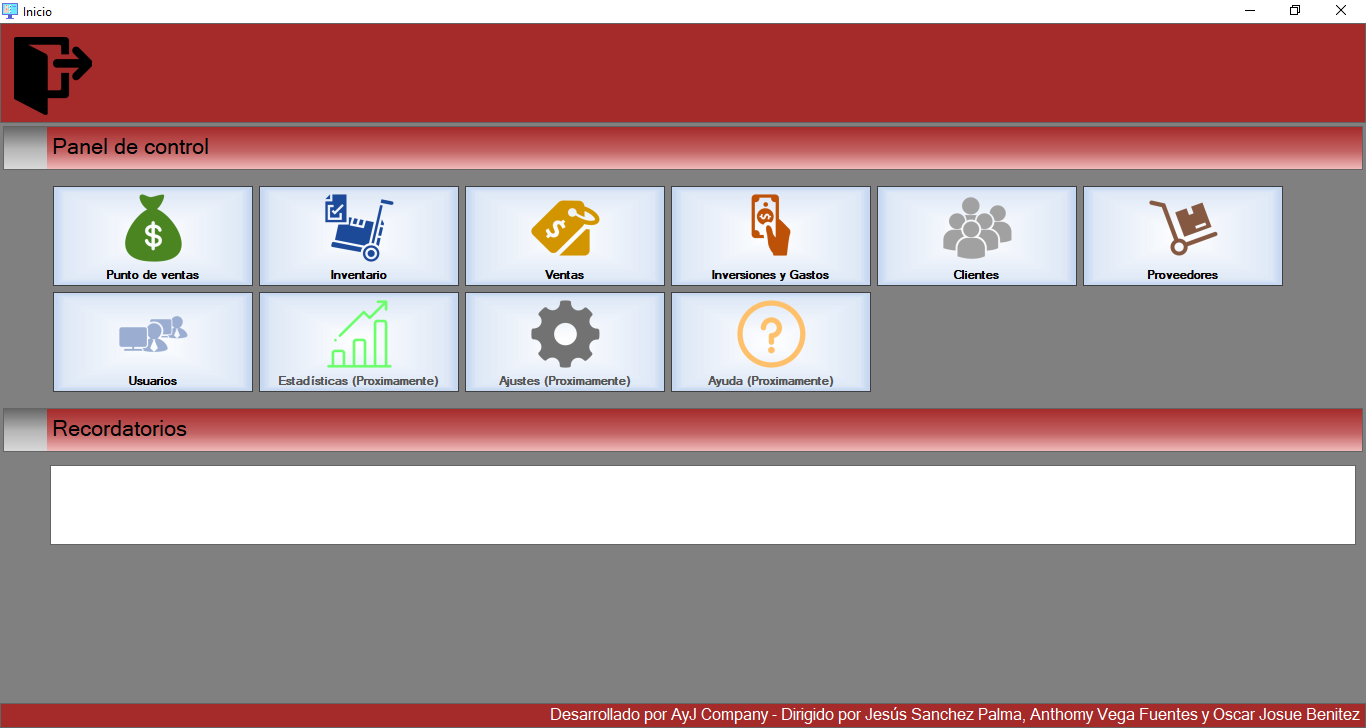 Inicio
Panel de control
$
$
$
Punto de ventas
Inventario
Ventas
Inversiones y Gastos
Clientes
Proveedores
?
Usuarios
Estadísticas (Proximamente)
Ajustes (Proximamente)
Ayuda (Proximamente)
Recordatorios
Desarrollado por AyJ Company - Dirigido por Jesús Sanchez Palma, Anthomy Vega Fuentes y Oscar Josue Benitez